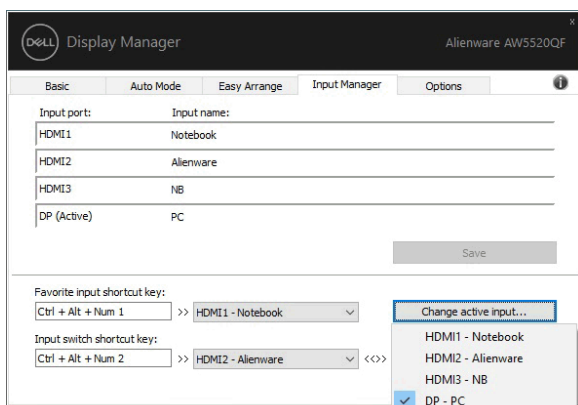 DELL Display Manager Alienware AW5520QF
x
Basic Auto Mode Easy Arrange Input Manager Options i
Input port: Input name:
HDMI1 Notebook
HDMI2 Alienware
HDMI3 NB
DP (Active) PC
Save
Favorite input shortcut key:
Ctrl + Alt + Num 1 >> HDMI1 - Notebook Change active input...
Input switch shortcut key:
Ctrl + Alt + Num 2 >> HDMI2 - Alienware <<>>
HDMI1 - Notebook
HDMI2 - Alienware
HDMI3 - NB
DP - PC